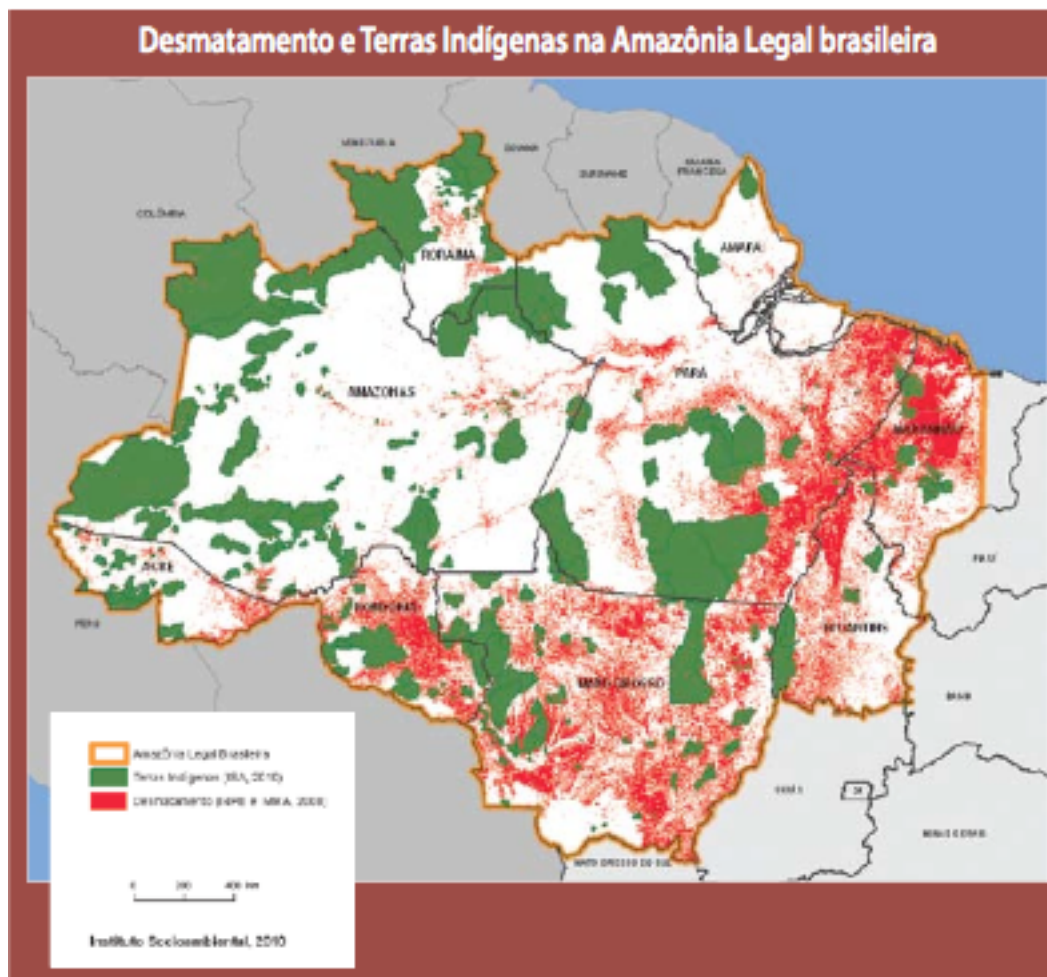 Desmatamento e Terras Indígenas na Amazônia Legal brasileira
VENEZUELA
GUIANA
SURINAME
GUIANA
FRANCESA
COLÔMBIA
RORAIMA
AMAPÁ
AMAZONAS
PARÁ
MARANHÃO
PIAUÍ
ACRE
PERU
RONDÔNIA
TOCANTINS
MATO GROSSO
BAHIA
GOIÁS
MINAS GERAIS
MATO GROSSO DO SUL
Amazônia Legal Brasileira
Terras Indígenas (ISA, 2010)
Desmatamento
0 200 400 km
Instituto Socioambiental, 2010